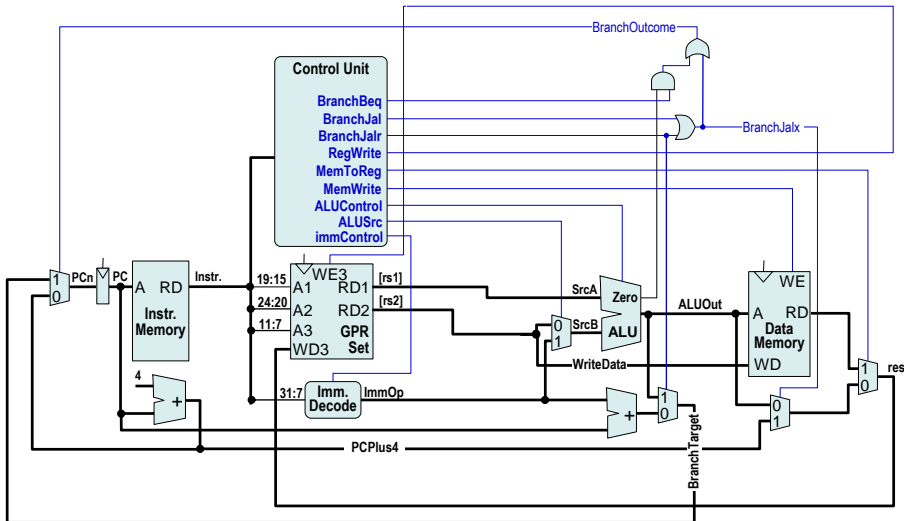 BranchOutcome
Control Unit
BranchBeq
BranchJal
BranchJalr
BranchJalx
RegWrite
MemToReg
MemWrite
ALUControl
ALUSrc
immControl
1
0
PCn
PC
A RD
Instr.
Memory
Instr.
19:15
24:20
11:7
31:7
WE3
A1 RD1
A2 RD2
A3 GPR
WD3 Set
[rs1]
[rs2]
SrcA
Zero
ALU
0
1
SrcB
ALUOut
WriteData
WE
A RD
Data
Memory
WD
1
0
res
4
+
Imm.
Decode
ImmOp
+
1
0
0
1
PCPlus4
BranchTarget